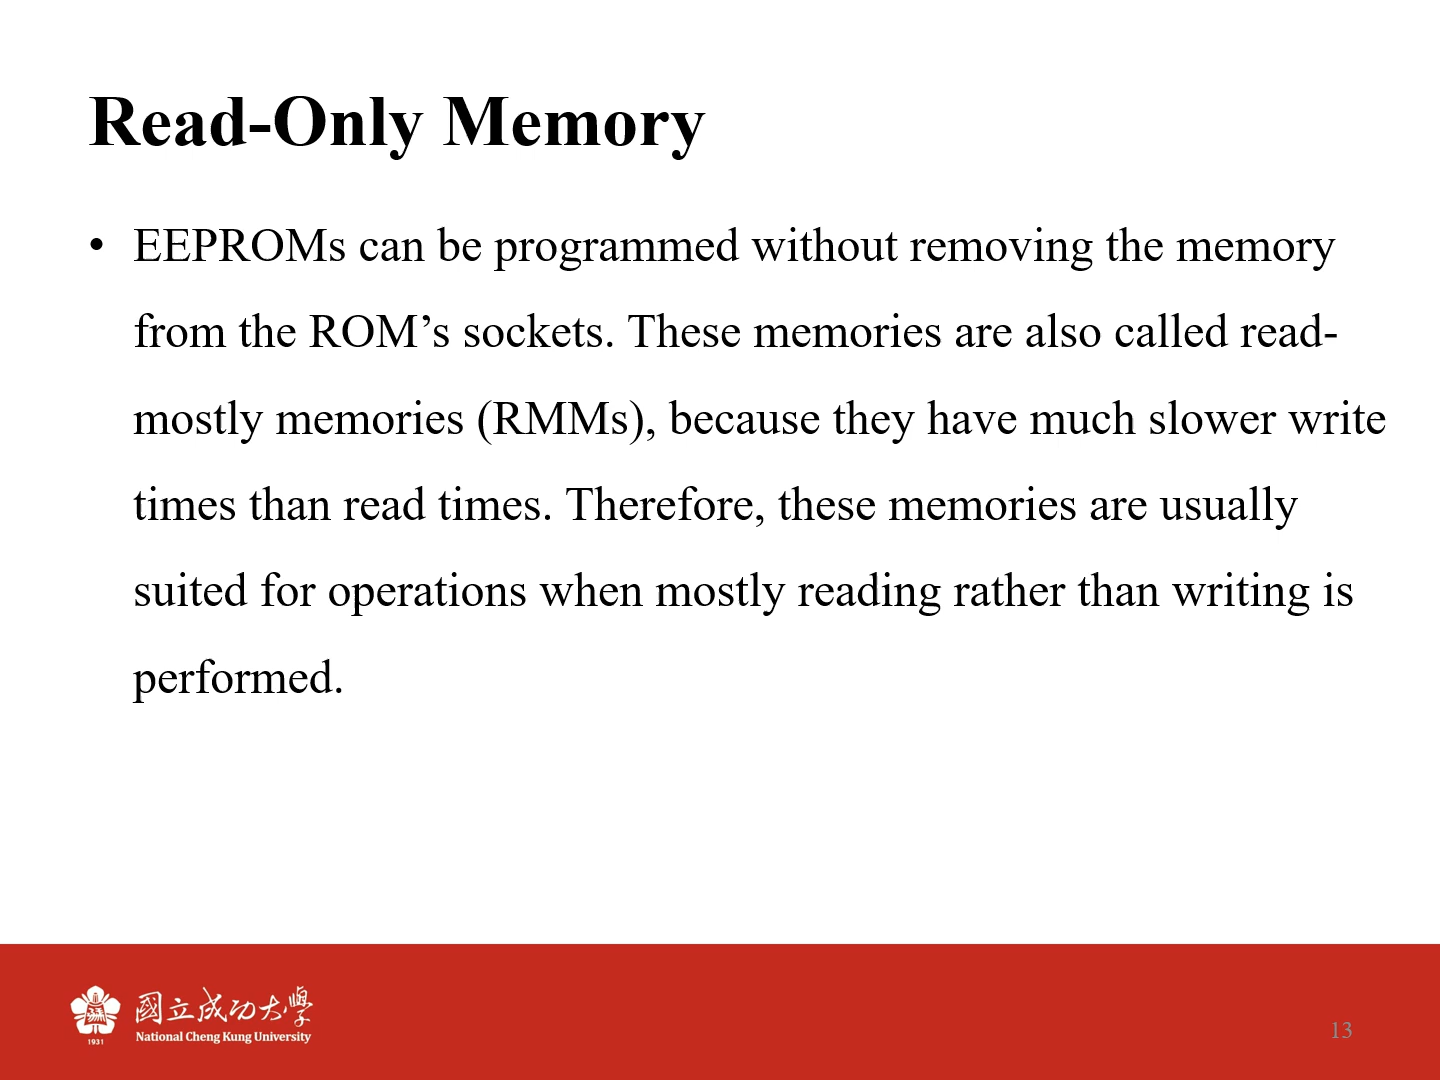 Read-Only Memory
• EEPROMs can be programmed without removing the memory
from the ROM’s sockets. These memories are also called read-
mostly memories (RMMs), because they have much slower write
times than read times. Therefore, these memories are usually
suited for operations when mostly reading rather than writing is
performed.
國立成功大學
National Cheng Kung University
1931
13